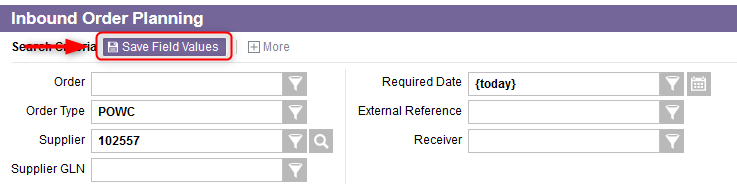 Inbound Order Planning
Search Criteria Save Field Values More
Order Required Date {today}
Order Type POWC External Reference
Supplier 102557 Receiver
Supplier GLN